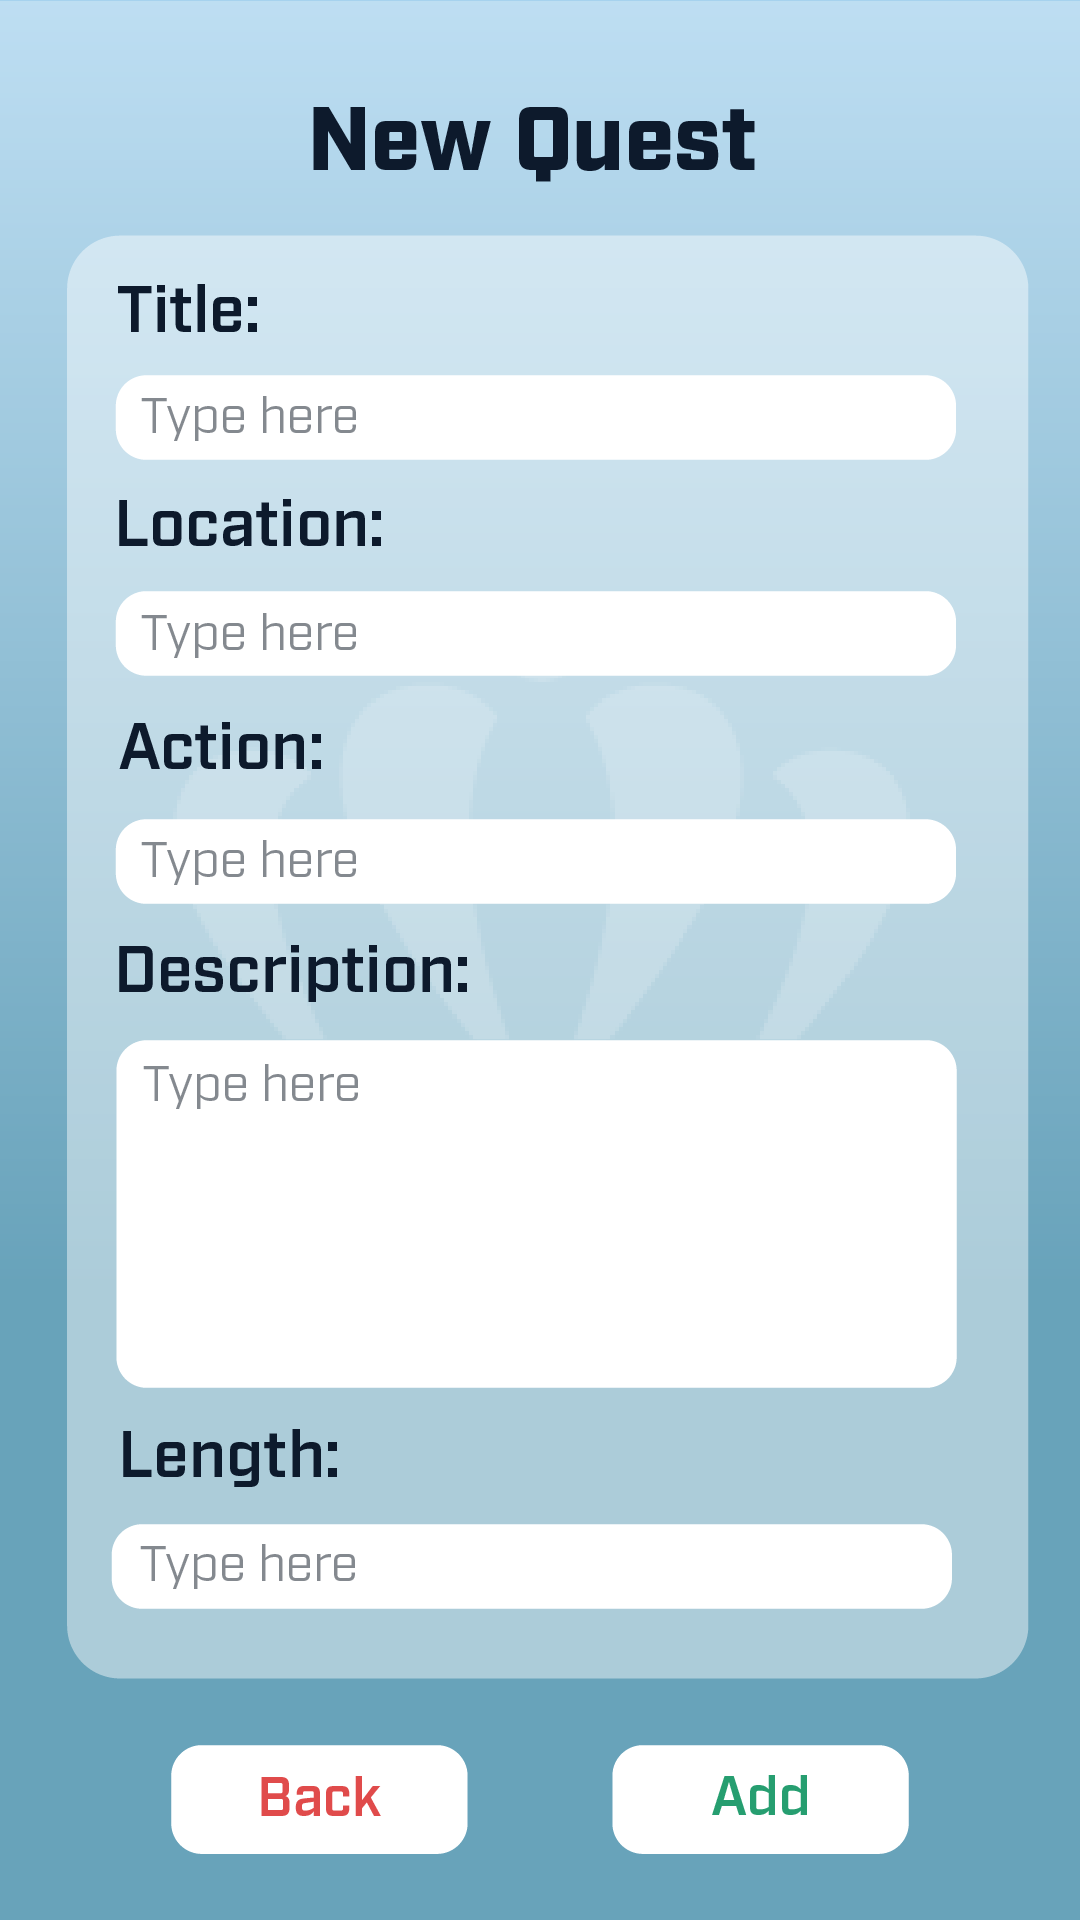 New Quest
Title:
Type here
Location:
Type here
Action:
Type here
Description:
Type here
Length:
Type here
Back Add